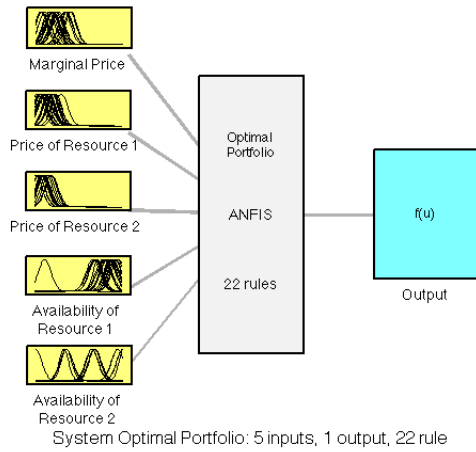 Marginal Price
Price of Resource 1
Price of Resource 2
Availability of
Resource 1
Availability of
Resource 2
Optimal
Portfolio
ANFIS
22 rules
f(u)
Output
System Optimal Portfolio: 5 inputs, 1 output, 22 rule